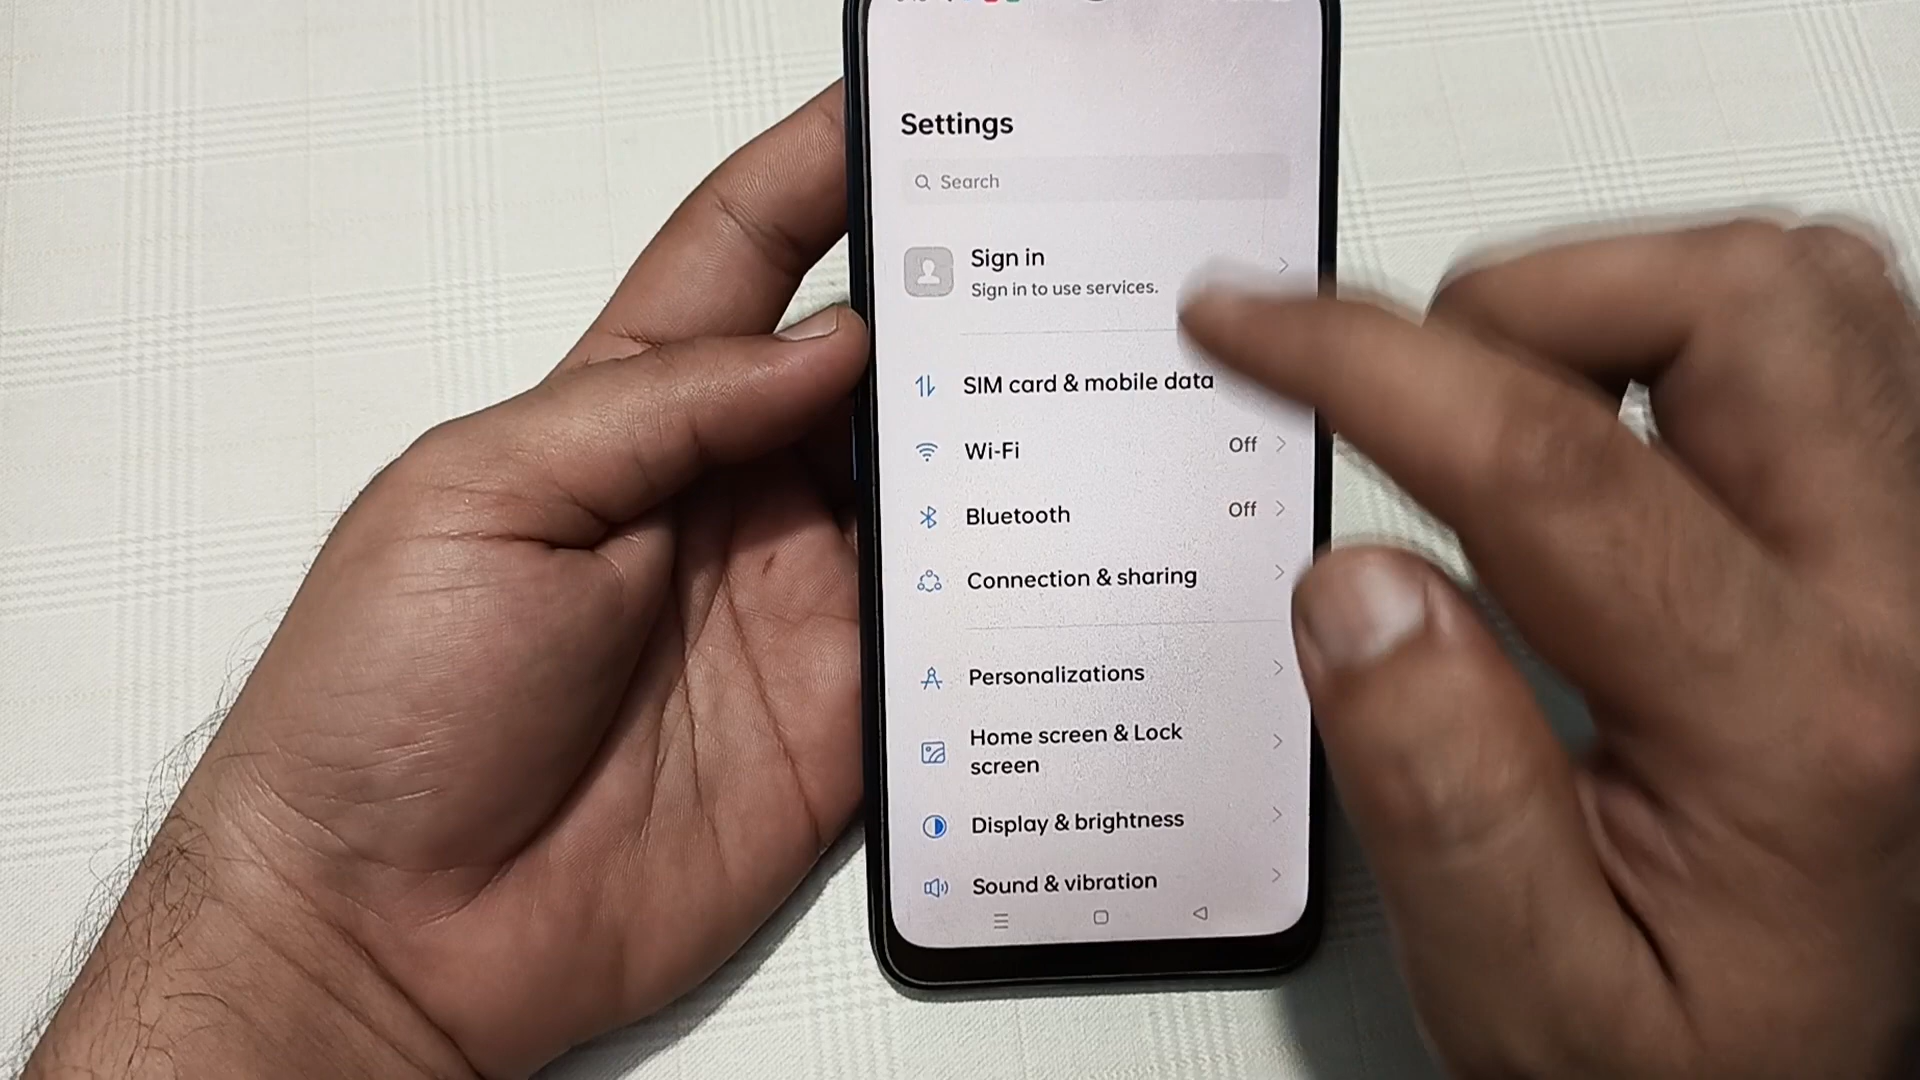 Settings
Search
Sign in
Sign in to use services.
SIM card & mobile data
Wi-Fi Off
Bluetooth Off
Connection & sharing
Personalizations
Home screen & Lock
screen
Display & brightness
Sound & vibration